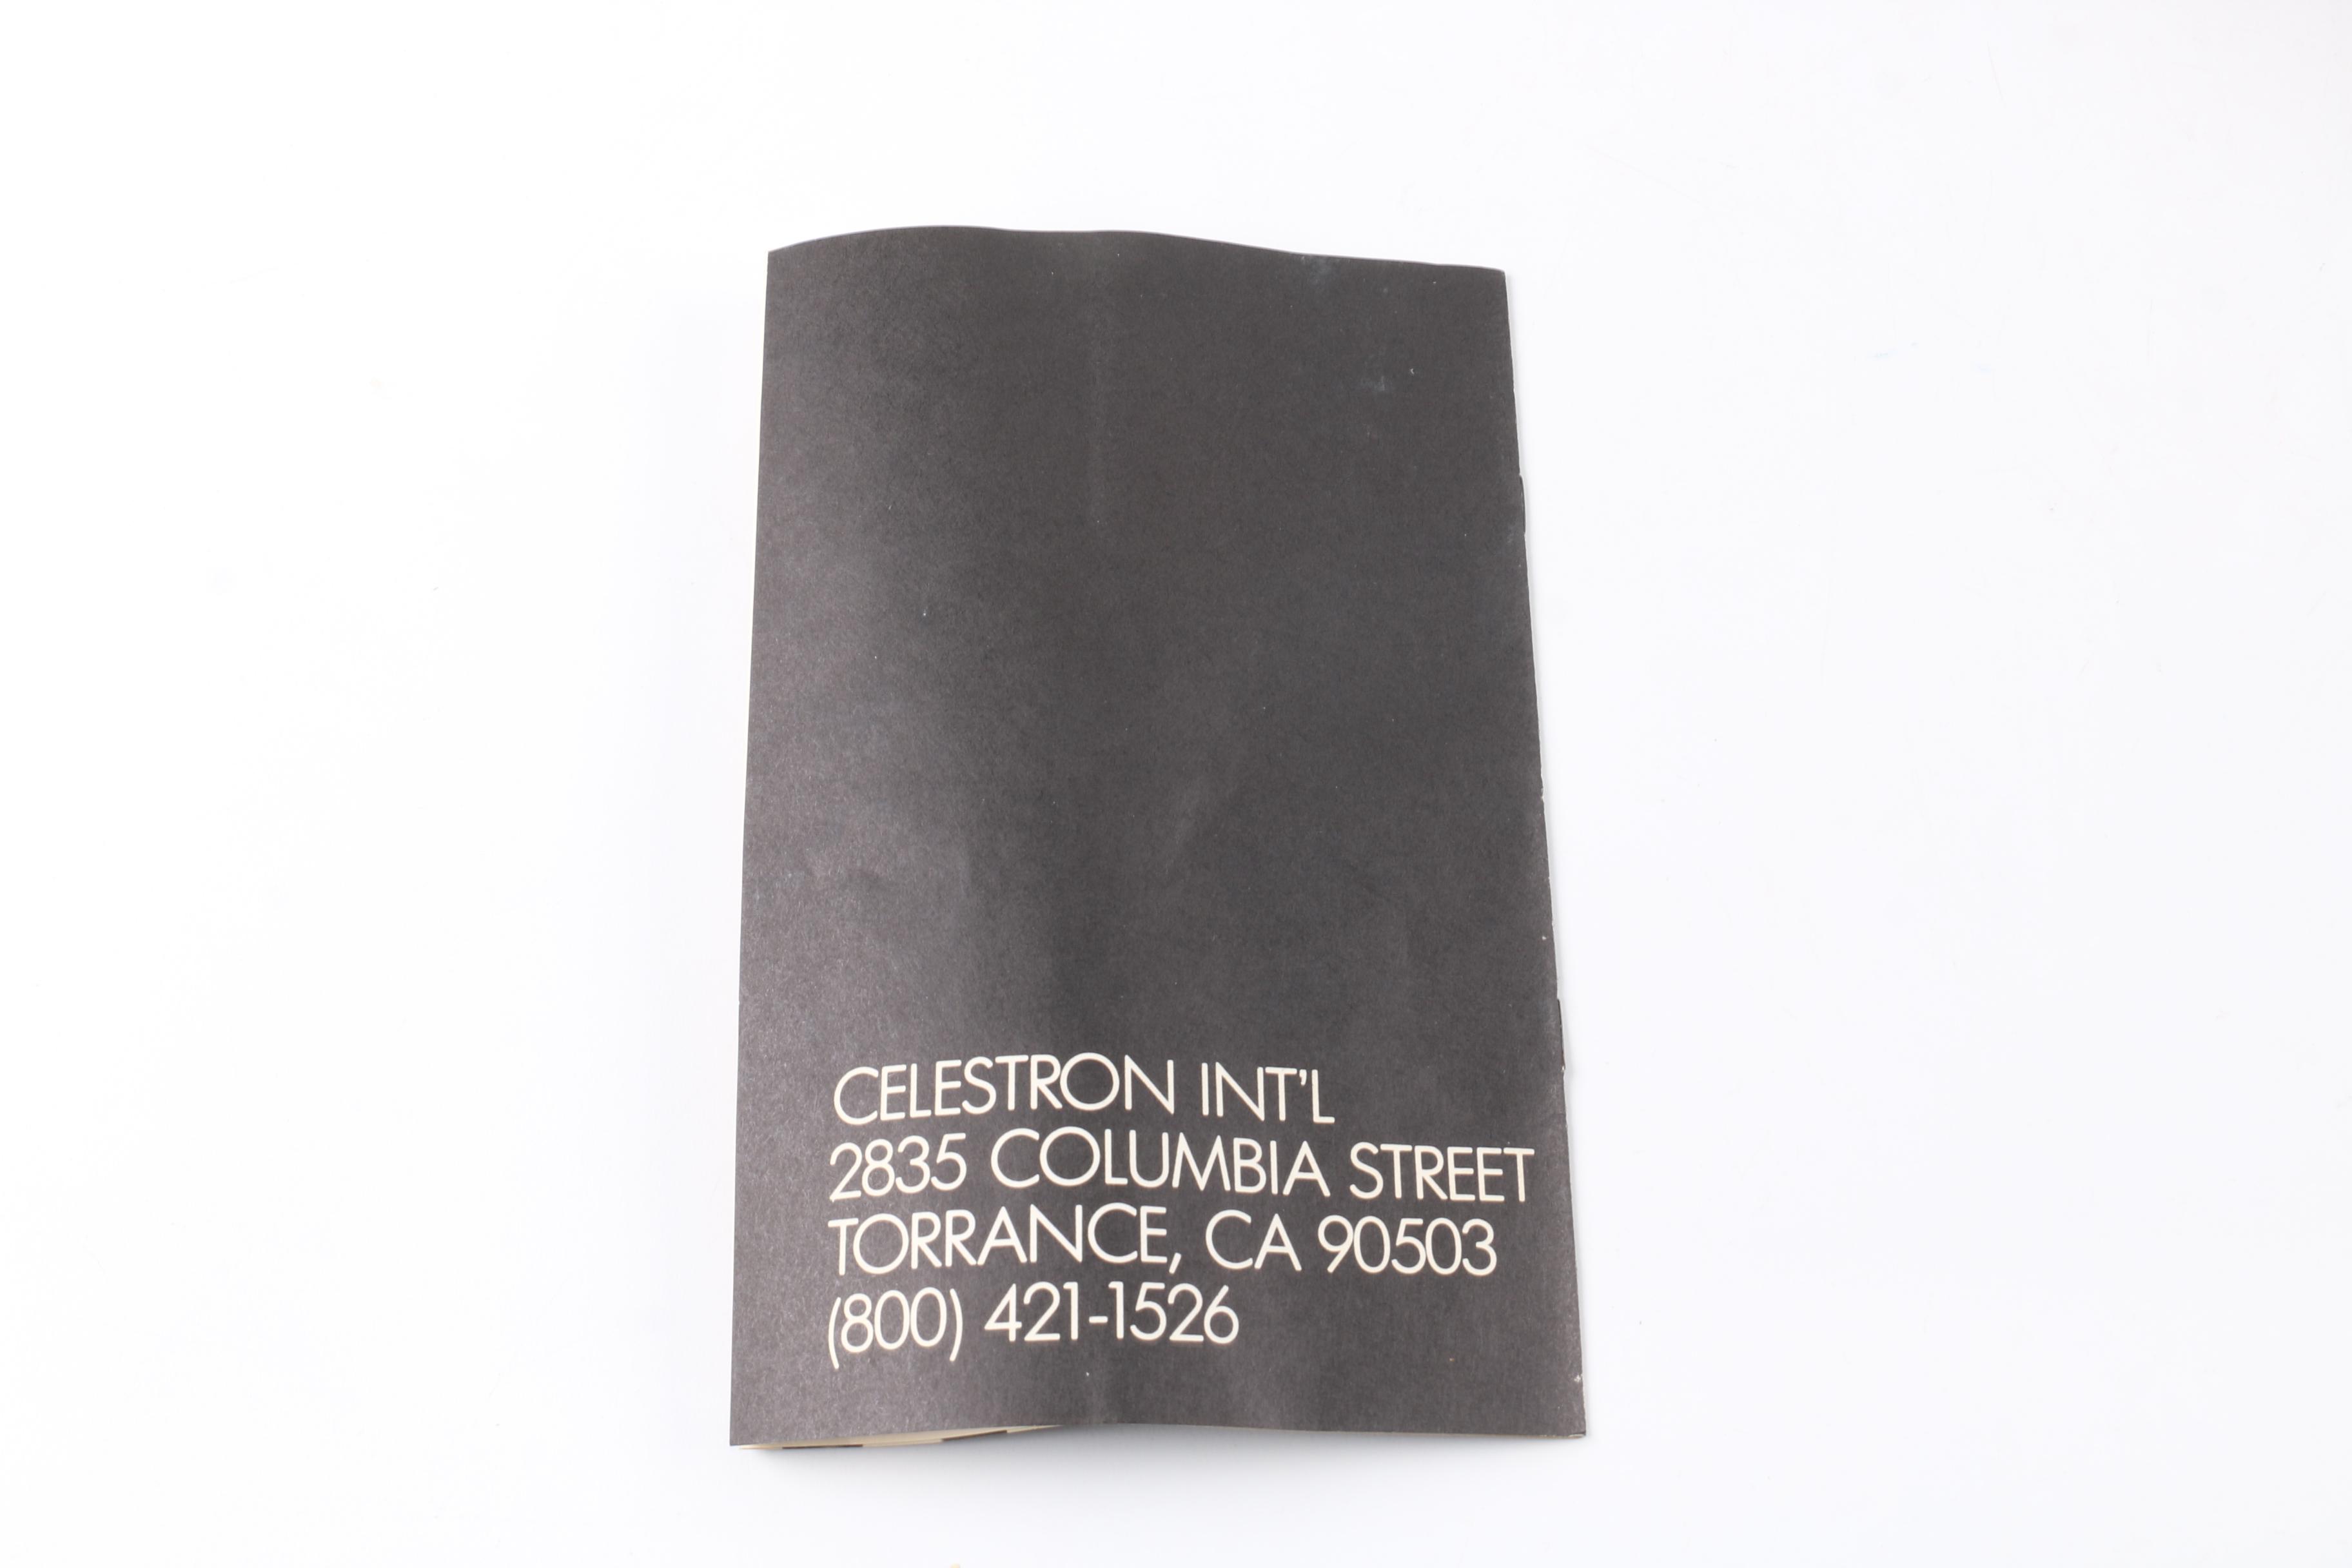 CELESTRON INT'L
2835 COLUMBIA STREET
TORRANCE, CA 90503
(800) 421-1526